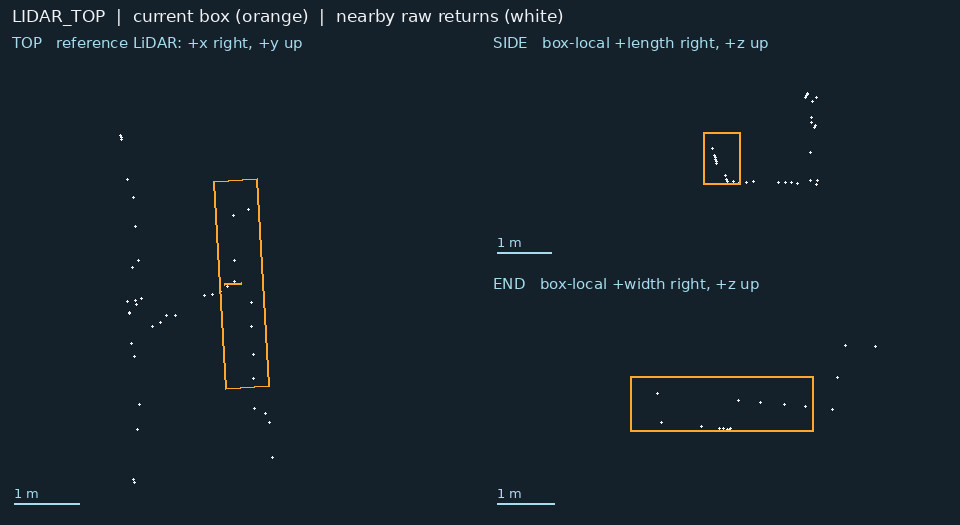 LIDAR_TOP | current box (orange) | nearby raw returns (white)
TOP reference LiDAR: +x right, +y up
SIDE box-local +length right, +z up
1 m
END box-local +width right, +z up
1 m
1 m